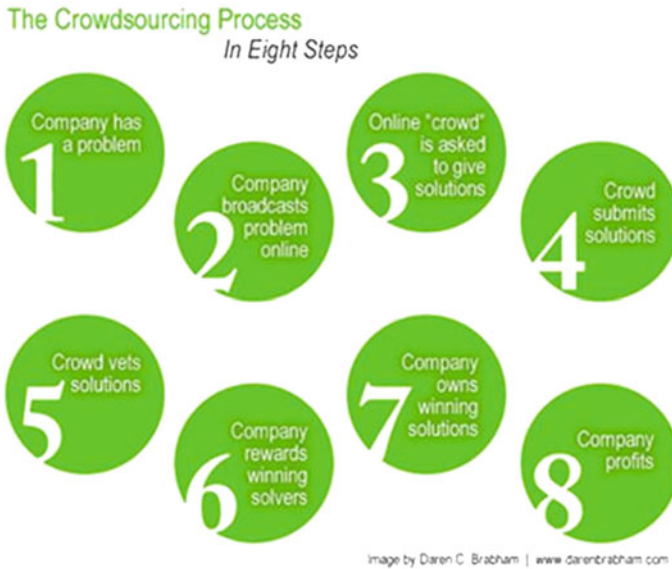 The Crowdsourcing Process
In Eight Steps
Company has
a problem
1
Company
broadcasts
problem
online
2
Online "crowd"
is asked
to give
solutions
3
Crowd
submits
solutions
4
Crowd vets
solutions
5
Company
rewards
winning
solvers
6
Company
owns
winning
solutions
7
Company
profits
8
Image by Daren C. Brabham | www.darenbrabham.com